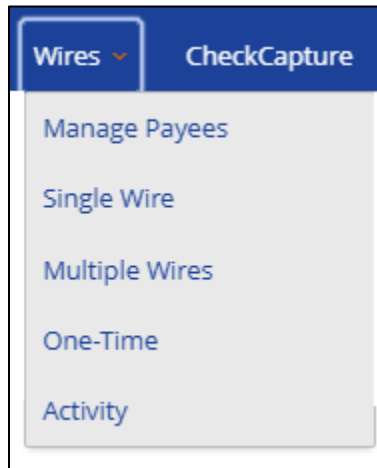 Wires CheckCapture
Manage Payees
Single Wire
Multiple Wires
One-Time
Activity